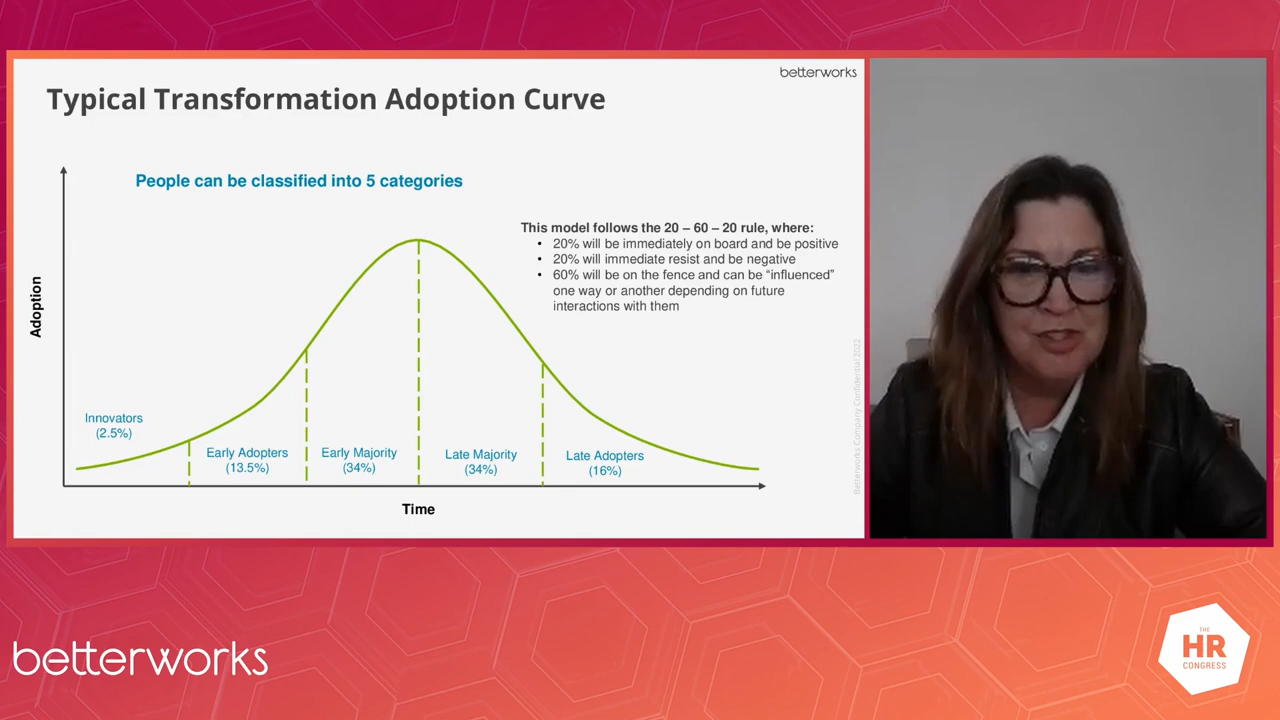 betterworks
Typical Transformation Adoption Curve
People can be classified into 5 categories
This model follows the 20 – 60 – 20 rule, where:
• 20% will be immediately on board and be positive
• 20% will immediate resist and be negative
• 60% will be on the fence and can be “influenced”
one way or another depending on future
interactions with them
Adoption
Innovators
(2.5%)
Early Adopters
(13.5%)
Early Majority
(34%)
Late Majority
(34%)
Late Adopters
(16%)
Time
Betterworks Company Confidential 2022
betterworks
THE
HR
CONGRESS